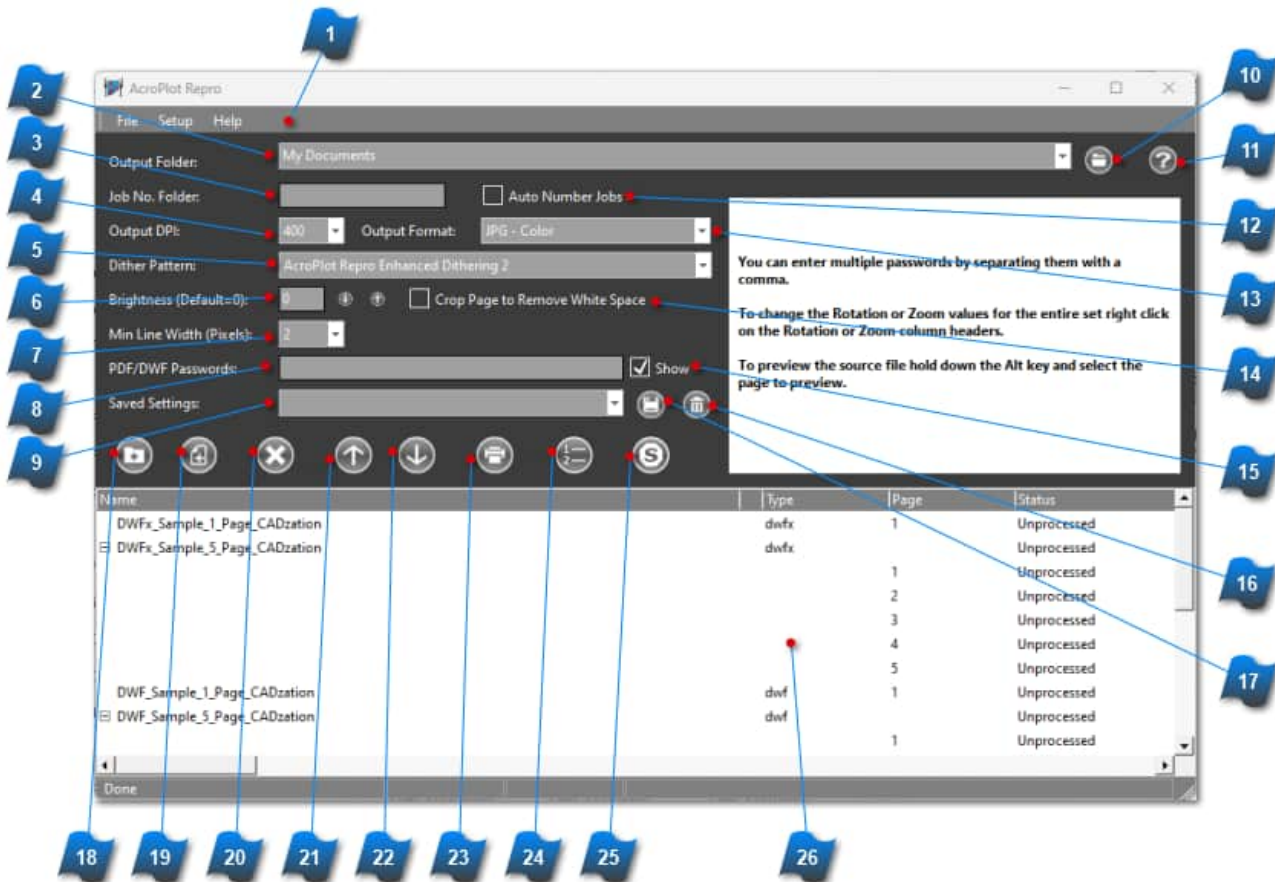 1
2
3
4
5
6
7
8
9
10
11
12
13
14
15
16
17
AcroPlot Repro
File Setup Help
Output Folder: My Documents
Job No. Folder: Auto Number Jobs
Output DPI: 400 Output Format: JPG - Color
Dither Pattern: AcroPlot Repro Enhanced Dithering 2
Brightness (Default=0): 0 Crop Page to Remove White Space
Min Line Width (Pixels): 2
PDF/DWF Passwords: Show
Saved Settings:
You can enter multiple passwords by separating them with a
comma.
To change the Rotation or Zoom values for the entire set right click
on the Rotation or Zoom column headers.
To preview the source file hold down the Alt key and select the
page to preview.
Name Type Page Status
DWFx_Sample_1_Page_CADzation dwfx 1 Unprocessed
DWFx_Sample_5_Page_CADzation dwfx Unprocessed
1 Unprocessed
2 Unprocessed
3 Unprocessed
4 Unprocessed
5 Unprocessed
DWF_Sample_1_Page_CADzation dwf 1 Unprocessed
DWF_Sample_5_Page_CADzation dwf Unprocessed
1 Unprocessed
Done
18 19 20 21 22 23 24 25 26